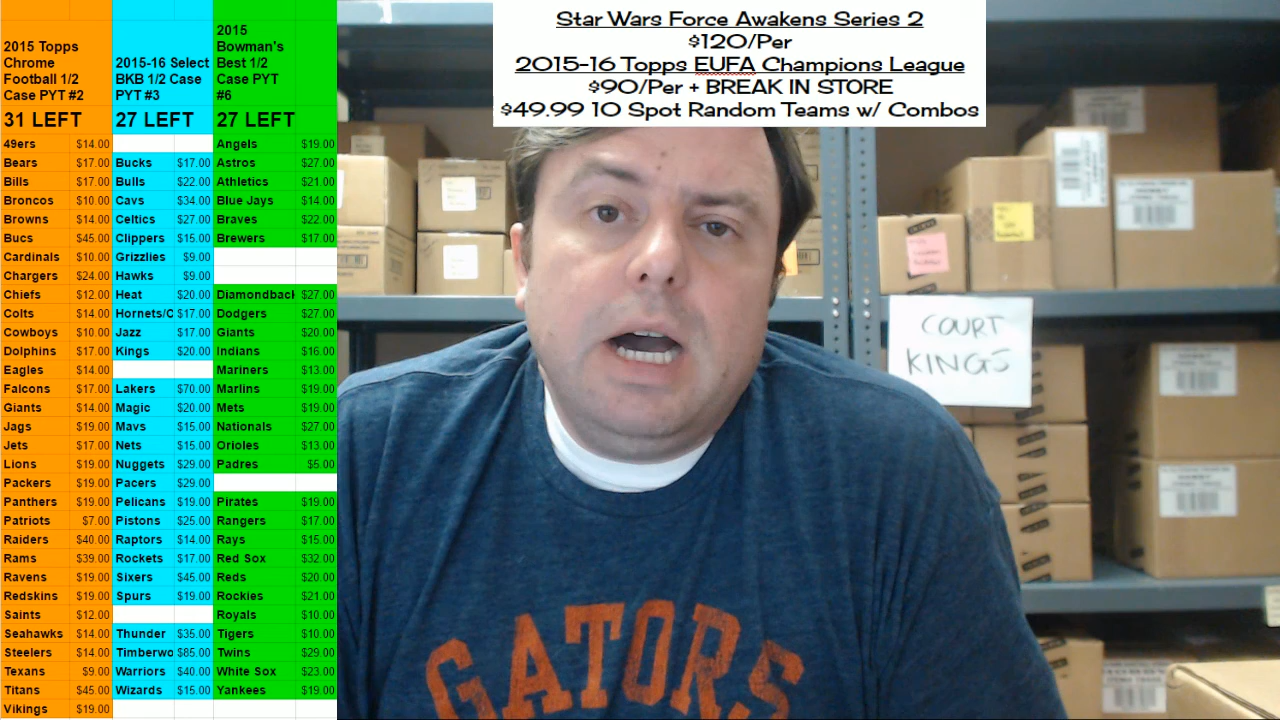 Star Wars Force Awakens Series 2
$120/Per
2015-16 Topps EUFA Champions League
$90/Per + BREAK IN STORE
$49.99 10 Spot Random Teams w/ Combos
2015 Topps
Chrome
Football 1/2
Case PYT #2
31 LEFT
49ers $14.00
Bears $17.00
Bills $17.00
Broncos $10.00
Browns $14.00
Bucs $45.00
Cardinals $10.00
Chargers $24.00
Chiefs $12.00
Colts $14.00
Cowboys $10.00
Dolphins $17.00
Eagles $14.00
Falcons $17.00
Giants $14.00
Jags $19.00
Jets $17.00
Lions $19.00
Packers $19.00
Panthers $19.00
Patriots $7.00
Raiders $40.00
Rams $39.00
Ravens $19.00
Redskins $19.00
Saints $12.00
Seahawks $14.00
Steelers $14.00
Texans $9.00
Titans $45.00
Vikings $19.00
2015-16 Select
BKB 1/2 Case
PYT #3
27 LEFT
Bucks $17.00
Bulls $22.00
Cavs $34.00
Celtics $27.00
Clippers $15.00
Grizzlies $9.00
Hawks $9.00
Heat $20.00
Hornets/C $17.00
Jazz $17.00
Kings $20.00
Lakers $70.00
Magic $20.00
Mavs $15.00
Nets $15.00
Nuggets $29.00
Pacers $29.00
Pelicans $19.00
Pistons $25.00
Raptors $14.00
Rockets $17.00
Sixers $45.00
Spurs $19.00
Thunder $35.00
Timberwo $85.00
Warriors $40.00
Wizards $15.00
2015
Bowman's
Best 1/2
Case PYT
#6
27 LEFT
Angels $19.00
Astros $27.00
Athletics $21.00
Blue Jays $14.00
Braves $22.00
Brewers $17.00
Diamondback $27.00
Dodgers $27.00
Giants $20.00
Indians $16.00
Mariners $13.00
Marlins $19.00
Mets $19.00
Nationals $27.00
Orioles $13.00
Padres $5.00
Pirates $19.00
Rangers $17.00
Rays $15.00
Red Sox $32.00
Reds $20.00
Rockies $21.00
Royals $10.00
Tigers $10.00
Twins $29.00
White Sox $23.00
Yankees $19.00
COURT
KINGS
GATORS